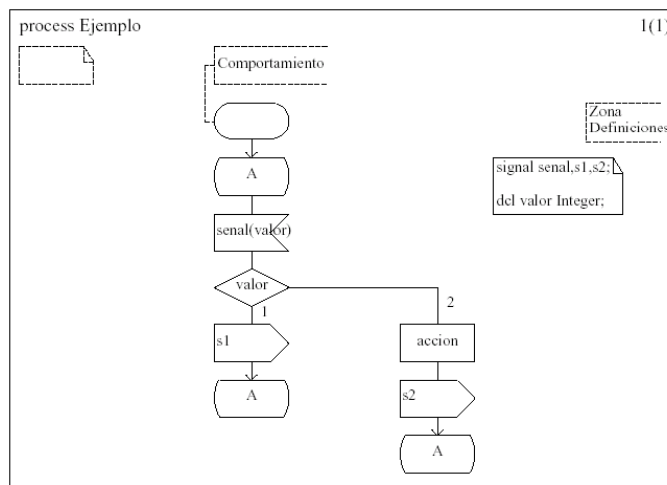 process Ejemplo
1(1)
Comportamiento
Zona
Definiciones
A
signal senal,s1,s2;
dcl valor Integer;
senal(valor)
valor
1
2
s1
accion
A
s2
A